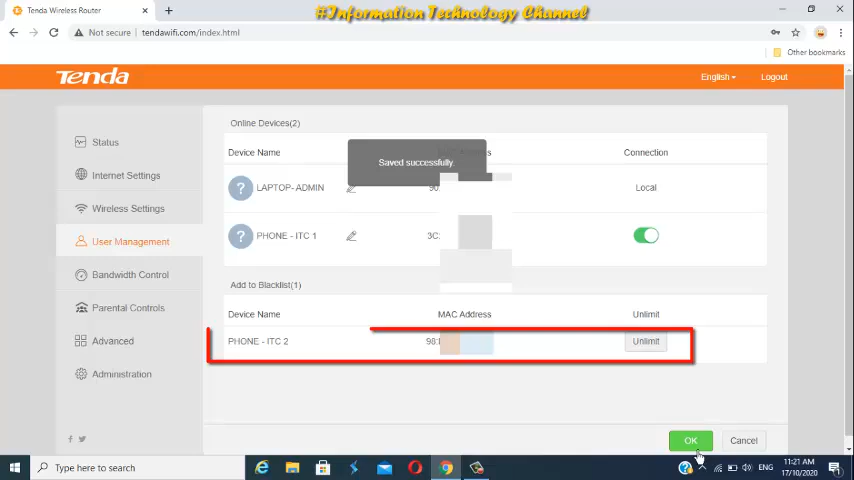 #Information Technology Channel
Tenda Wireless Router
Not secure | tendawifi.com/index.html
Other bookmarks
Tenda
English
Logout
Status
Internet Settings
Wireless Settings
User Management
Bandwidth Control
Parental Controls
Advanced
Administration
Online Devices(2)
Device Name
Connection
Saved successfully.
LAPTOP- ADMIN
90:
Local
PHONE - ITC 1
3C:
Add to Blacklist(1)
Device Name MAC Address Unlimit
PHONE - ITC 2 98: Unlimit
OK Cancel
Type here to search
ENG
11:21 AM
17/10/2020